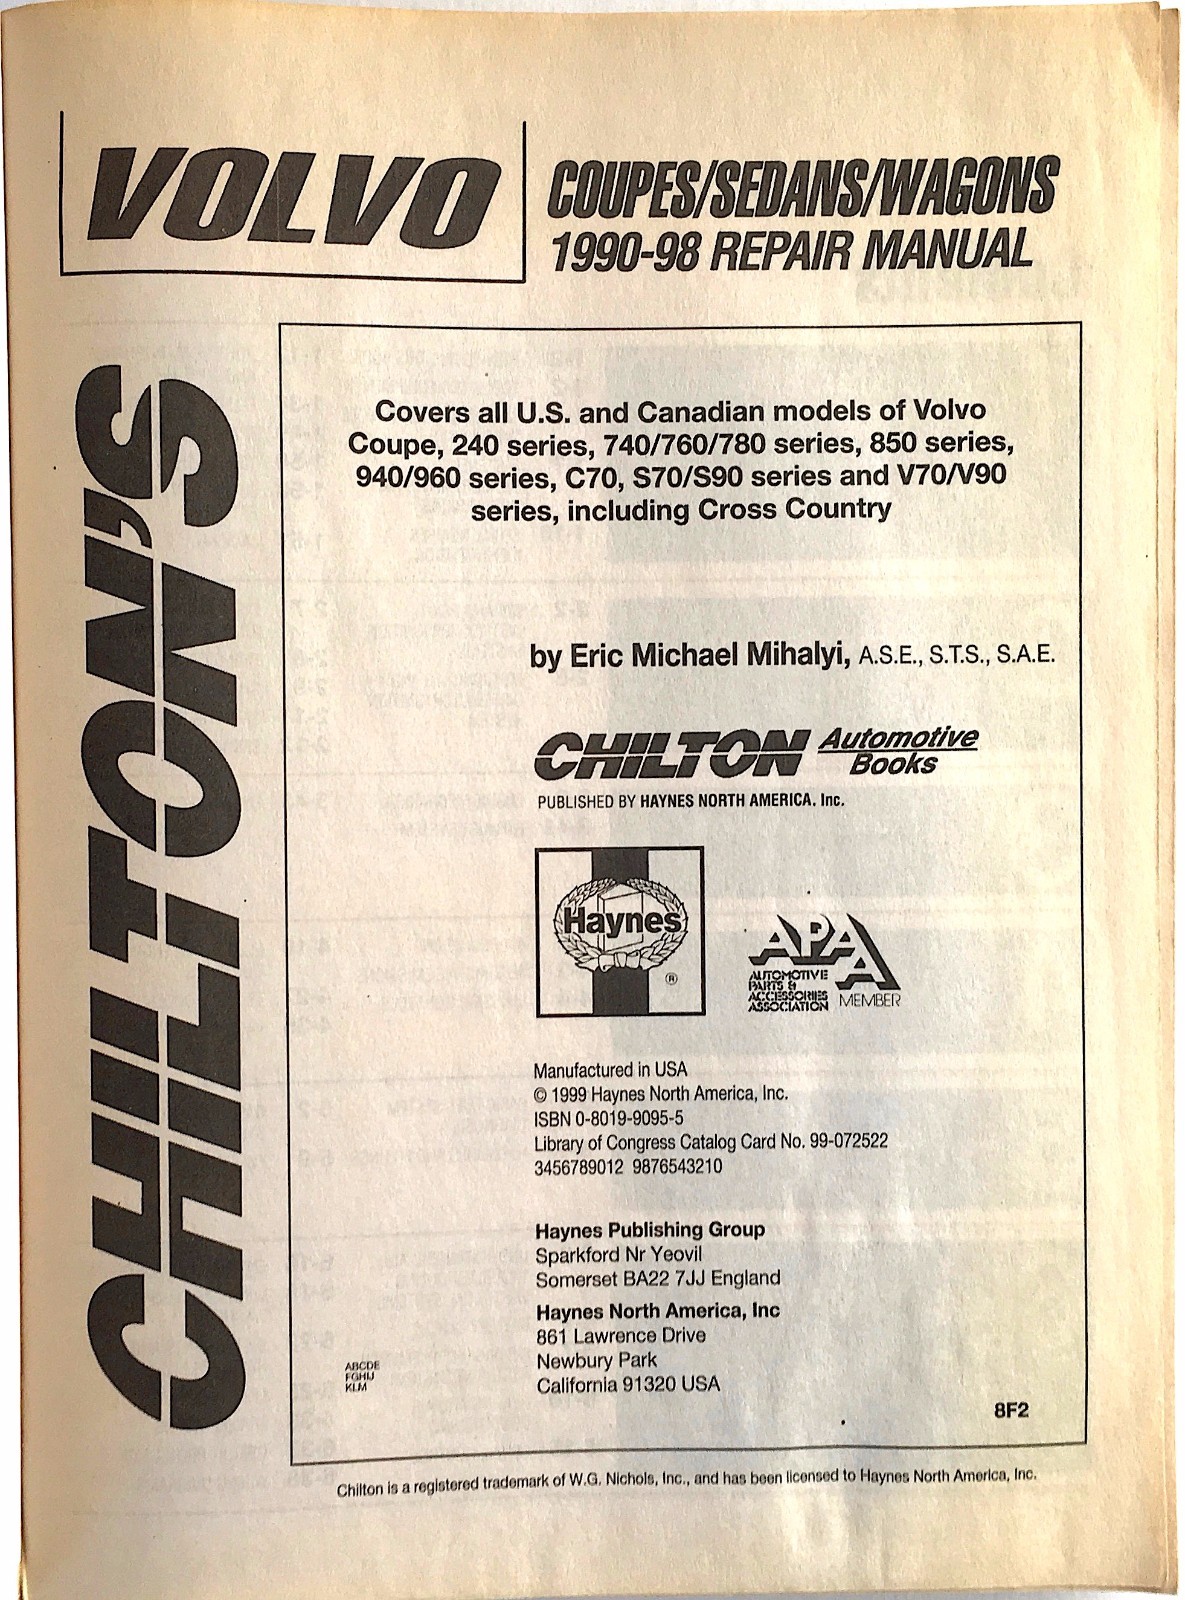 VOLVO
COUPES/SEDANS/WAGONS
1990-98 REPAIR MANUAL
CHILTON'S
Covers all U.S. and Canadian models of Volvo
Coupe, 240 series, 740/760/780 series, 850 series,
940/960 series, C70, S70/S90 series and V70/V90
series, including Cross Country
by Eric Michael Mihalyi, A.S.E., S.T.S., S.A.E.
CHILTON Automotive
Books
PUBLISHED BY HAYNES NORTH AMERICA. Inc.
Haynes
®
APAA
AUTOMOTIVE
PARTS &
ACCESSORIES
ASSOCIATION MEMBER
Manufactured in USA
© 1999 Haynes North America, Inc.
ISBN 0-8019-9095-5
Library of Congress Catalog Card No. 99-072522
3456789012 9876543210
Haynes Publishing Group
Sparkford Nr Yeovil
Somerset BA22 7JJ England
Haynes North America, Inc
861 Lawrence Drive
Newbury Park
California 91320 USA
ABCDE
FGHIJ
KLM
8F2
Chilton is a registered trademark of W.G. Nichols, Inc., and has been licensed to Haynes North America, Inc.